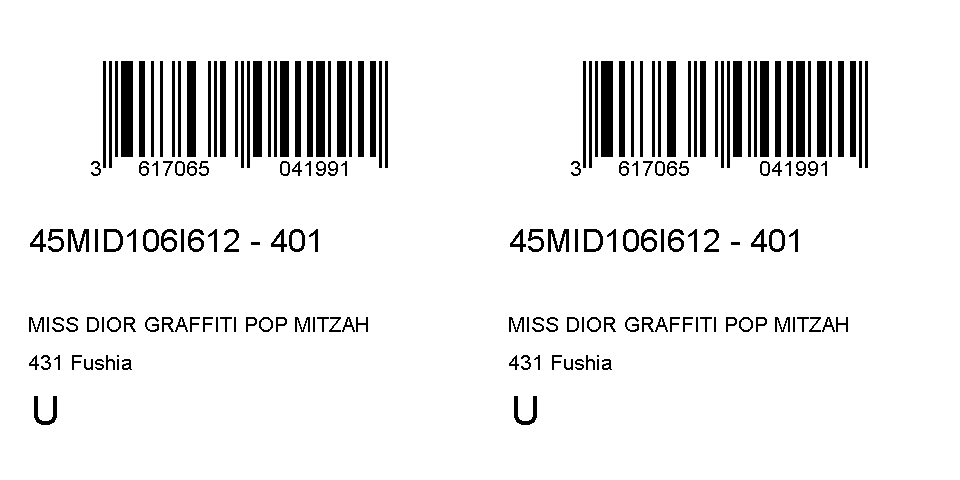 3 617065 041991
45MID106I612 - 401
MISS DIOR GRAFFITI POP MITZAH
431 Fushia
U
3 617065 041991
45MID106I612 - 401
MISS DIOR GRAFFITI POP MITZAH
431 Fushia
U